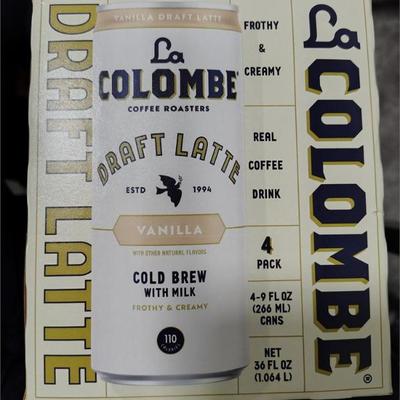 DRAFT LATTE
VANILLA DRAFT LATTE
La
COLOMBE
COFFEE ROASTERS
DRAFT LATTE
ESTD
1994
VANILLA
WITH OTHER NATURAL FLAVORS
COLD BREW
WITH MILK
FROTHY & CREAMY
110
CALORIES
FROTHY
&
CREAMY
REAL
COFFEE
DRINK
4
PACK
4-9 FL OZ
(266 ML)
CANS
NET
36 FL OZ
(1.064 L)
La COLOMBE®